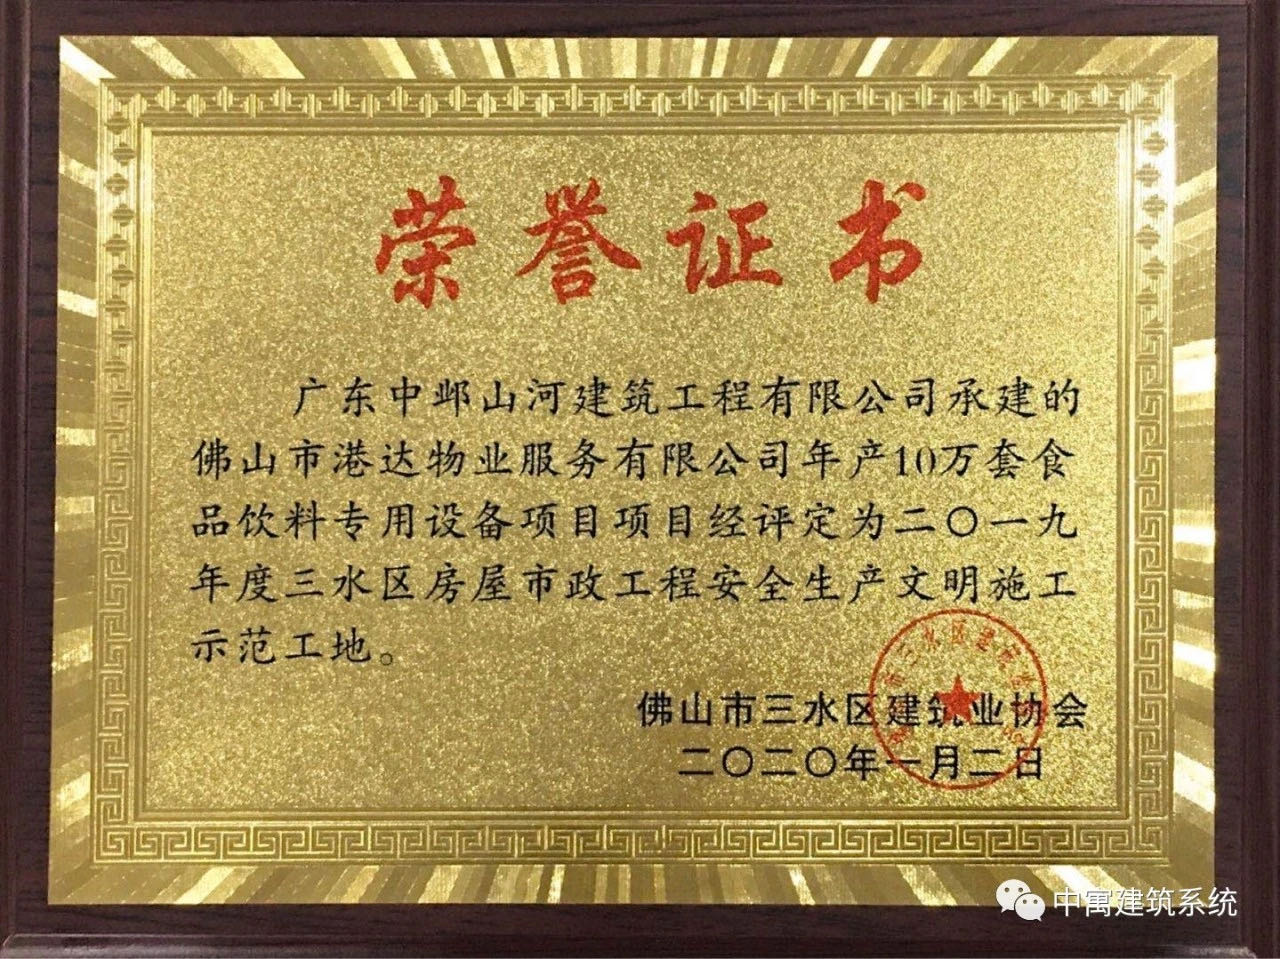 荣誉证书
广东中邺山河建筑工程有限公司承建的
佛山市港达物业服务有限公司年产10万套食
品饮料专用设备项目项目经评定为二〇一九
年度三水区房屋市政工程安全生产文明施工
示范工地。
佛山市三水区建筑业协会
二〇二〇年一月二日
中寓建筑系统